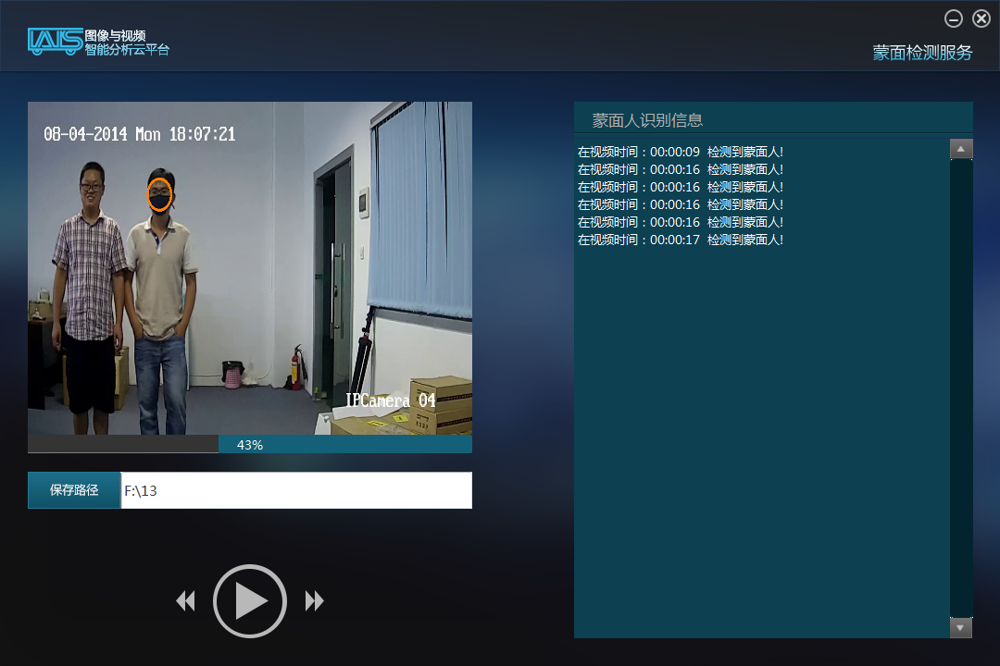 IAIS
图像与视频
智能分析云平台
蒙面检测服务
08-04-2014 Mon 18:07:21
IPCamera 04
43%
保存路径
F:\13
蒙面人识别信息
在视频时间：00:00:09 检测到蒙面人!
在视频时间：00:00:16 检测到蒙面人!
在视频时间：00:00:16 检测到蒙面人!
在视频时间：00:00:16 检测到蒙面人!
在视频时间：00:00:16 检测到蒙面人!
在视频时间：00:00:17 检测到蒙面人!